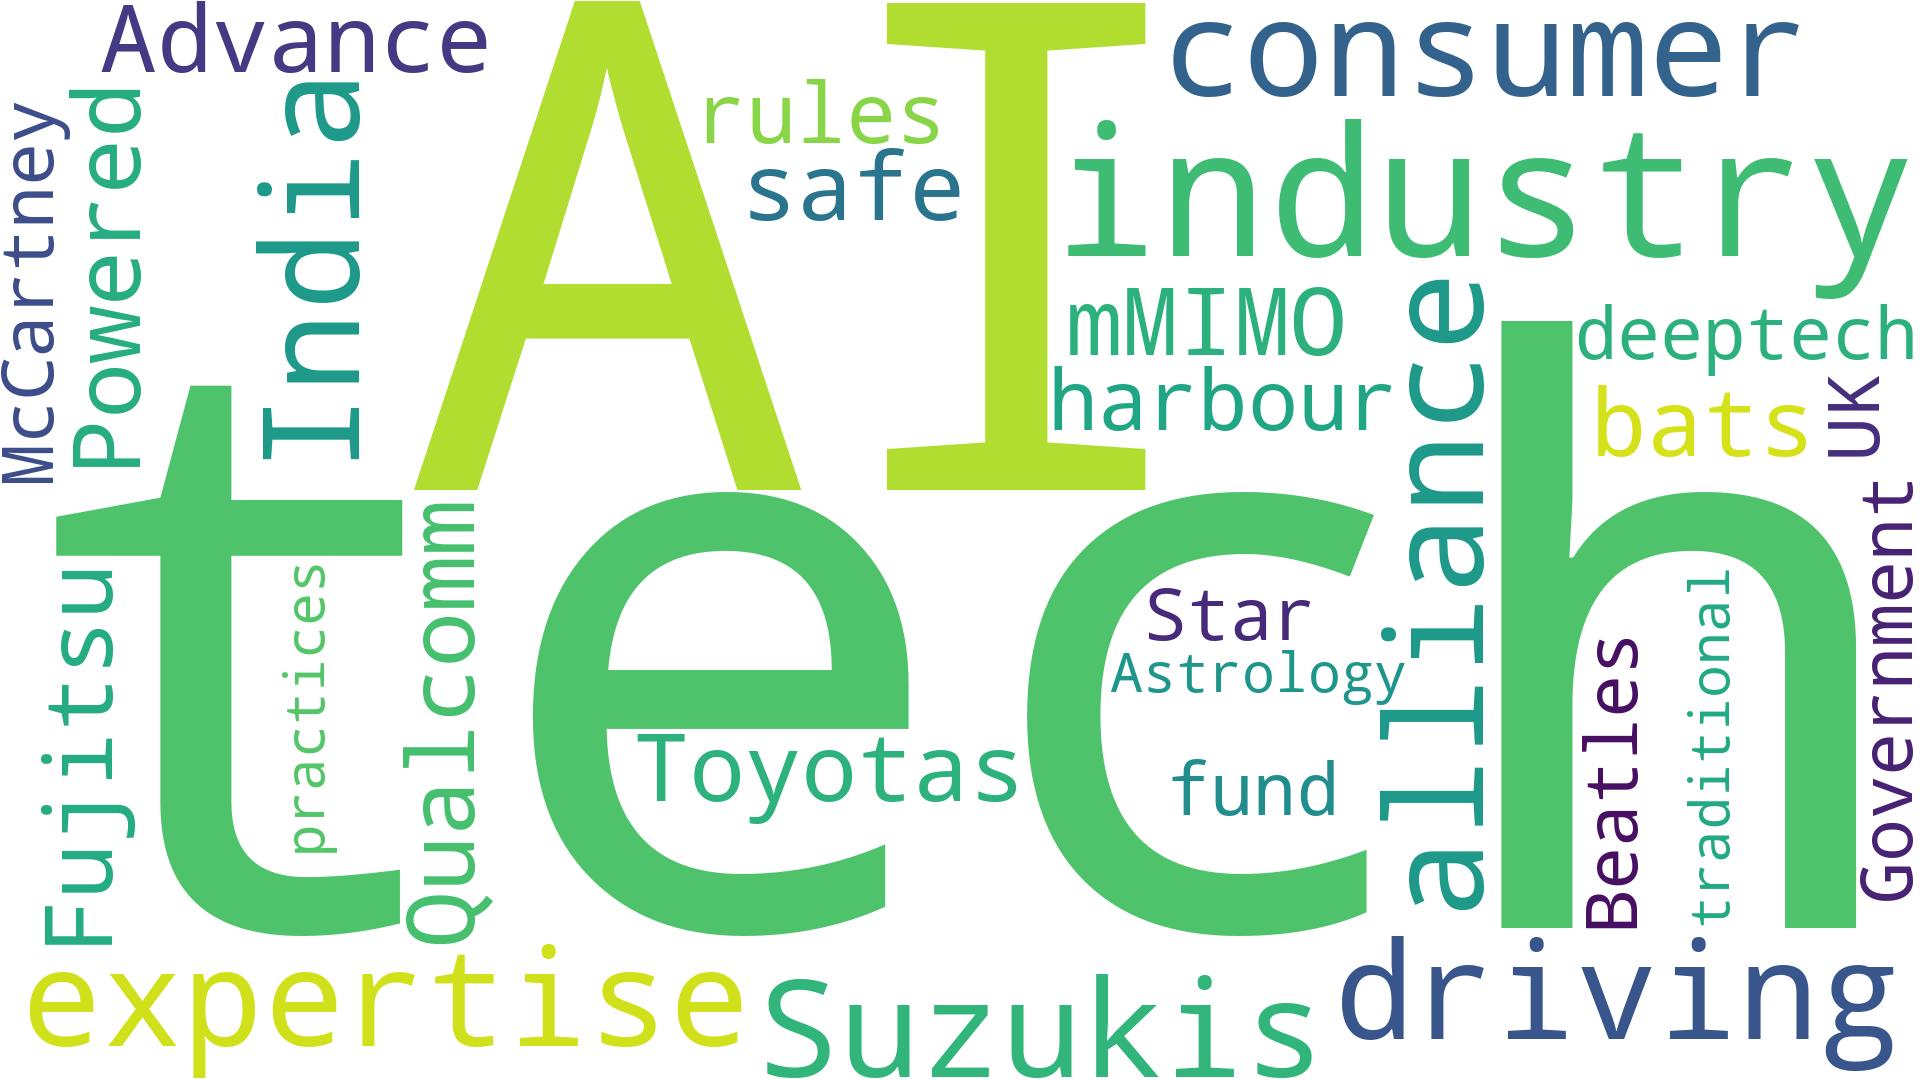 Advance
AI
consumer
rules
safe
industry
McCartney
Powered
India
mMIMO
harbour
deeptech
bats
UK
tech
alliance
Fujitsu
practices
Qualcomm
Toyotas
Star
Astrology
fund
Beatles
traditional
Government
expertise
Suzukis
driving